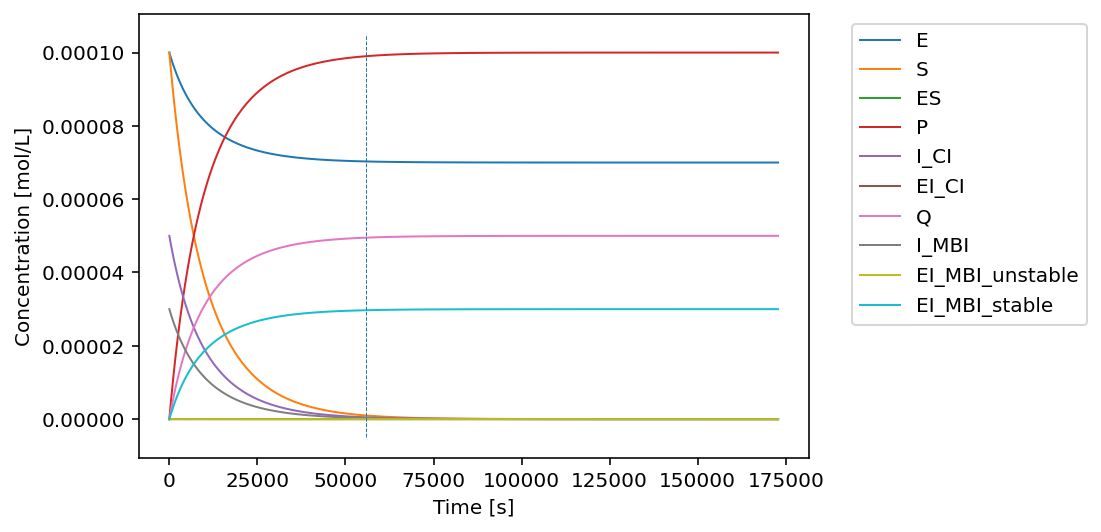 0.00010
0.00008
0.00006
0.00004
0.00002
0.00000
Concentration [mol/L]
0 25000 50000 75000 100000 125000 150000 175000
Time [s]
E
S
ES
P
I_CI
EI_CI
Q
I_MBI
EI_MBI_unstable
EI_MBI_stable